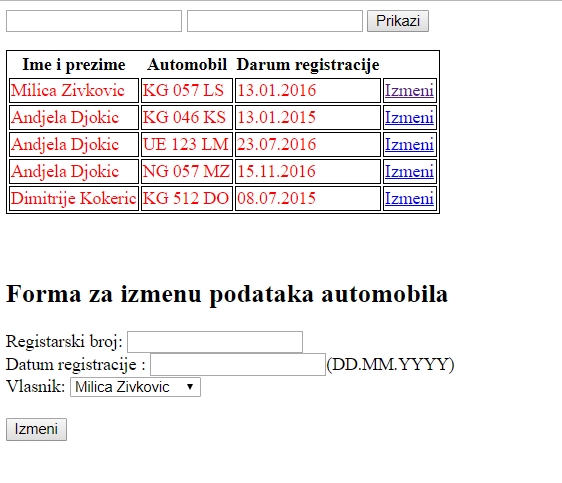 Prikazi
Ime i prezime Automobil Darum registracije
Milica Zivkovic KG 057 LS 13.01.2016 Izmeni
Andjela Djokic KG 046 KS 13.01.2015 Izmeni
Andjela Djokic UE 123 LM 23.07.2016 Izmeni
Andjela Djokic NG 057 MZ 15.11.2016 Izmeni
Dimitrije Kokeric KG 512 DO 08.07.2015 Izmeni
Forma za izmenu podataka automobila
Registarski broj:
Datum registracije : (DD.MM.YYYY)
Vlasnik: Milica Zivkovic
Izmeni